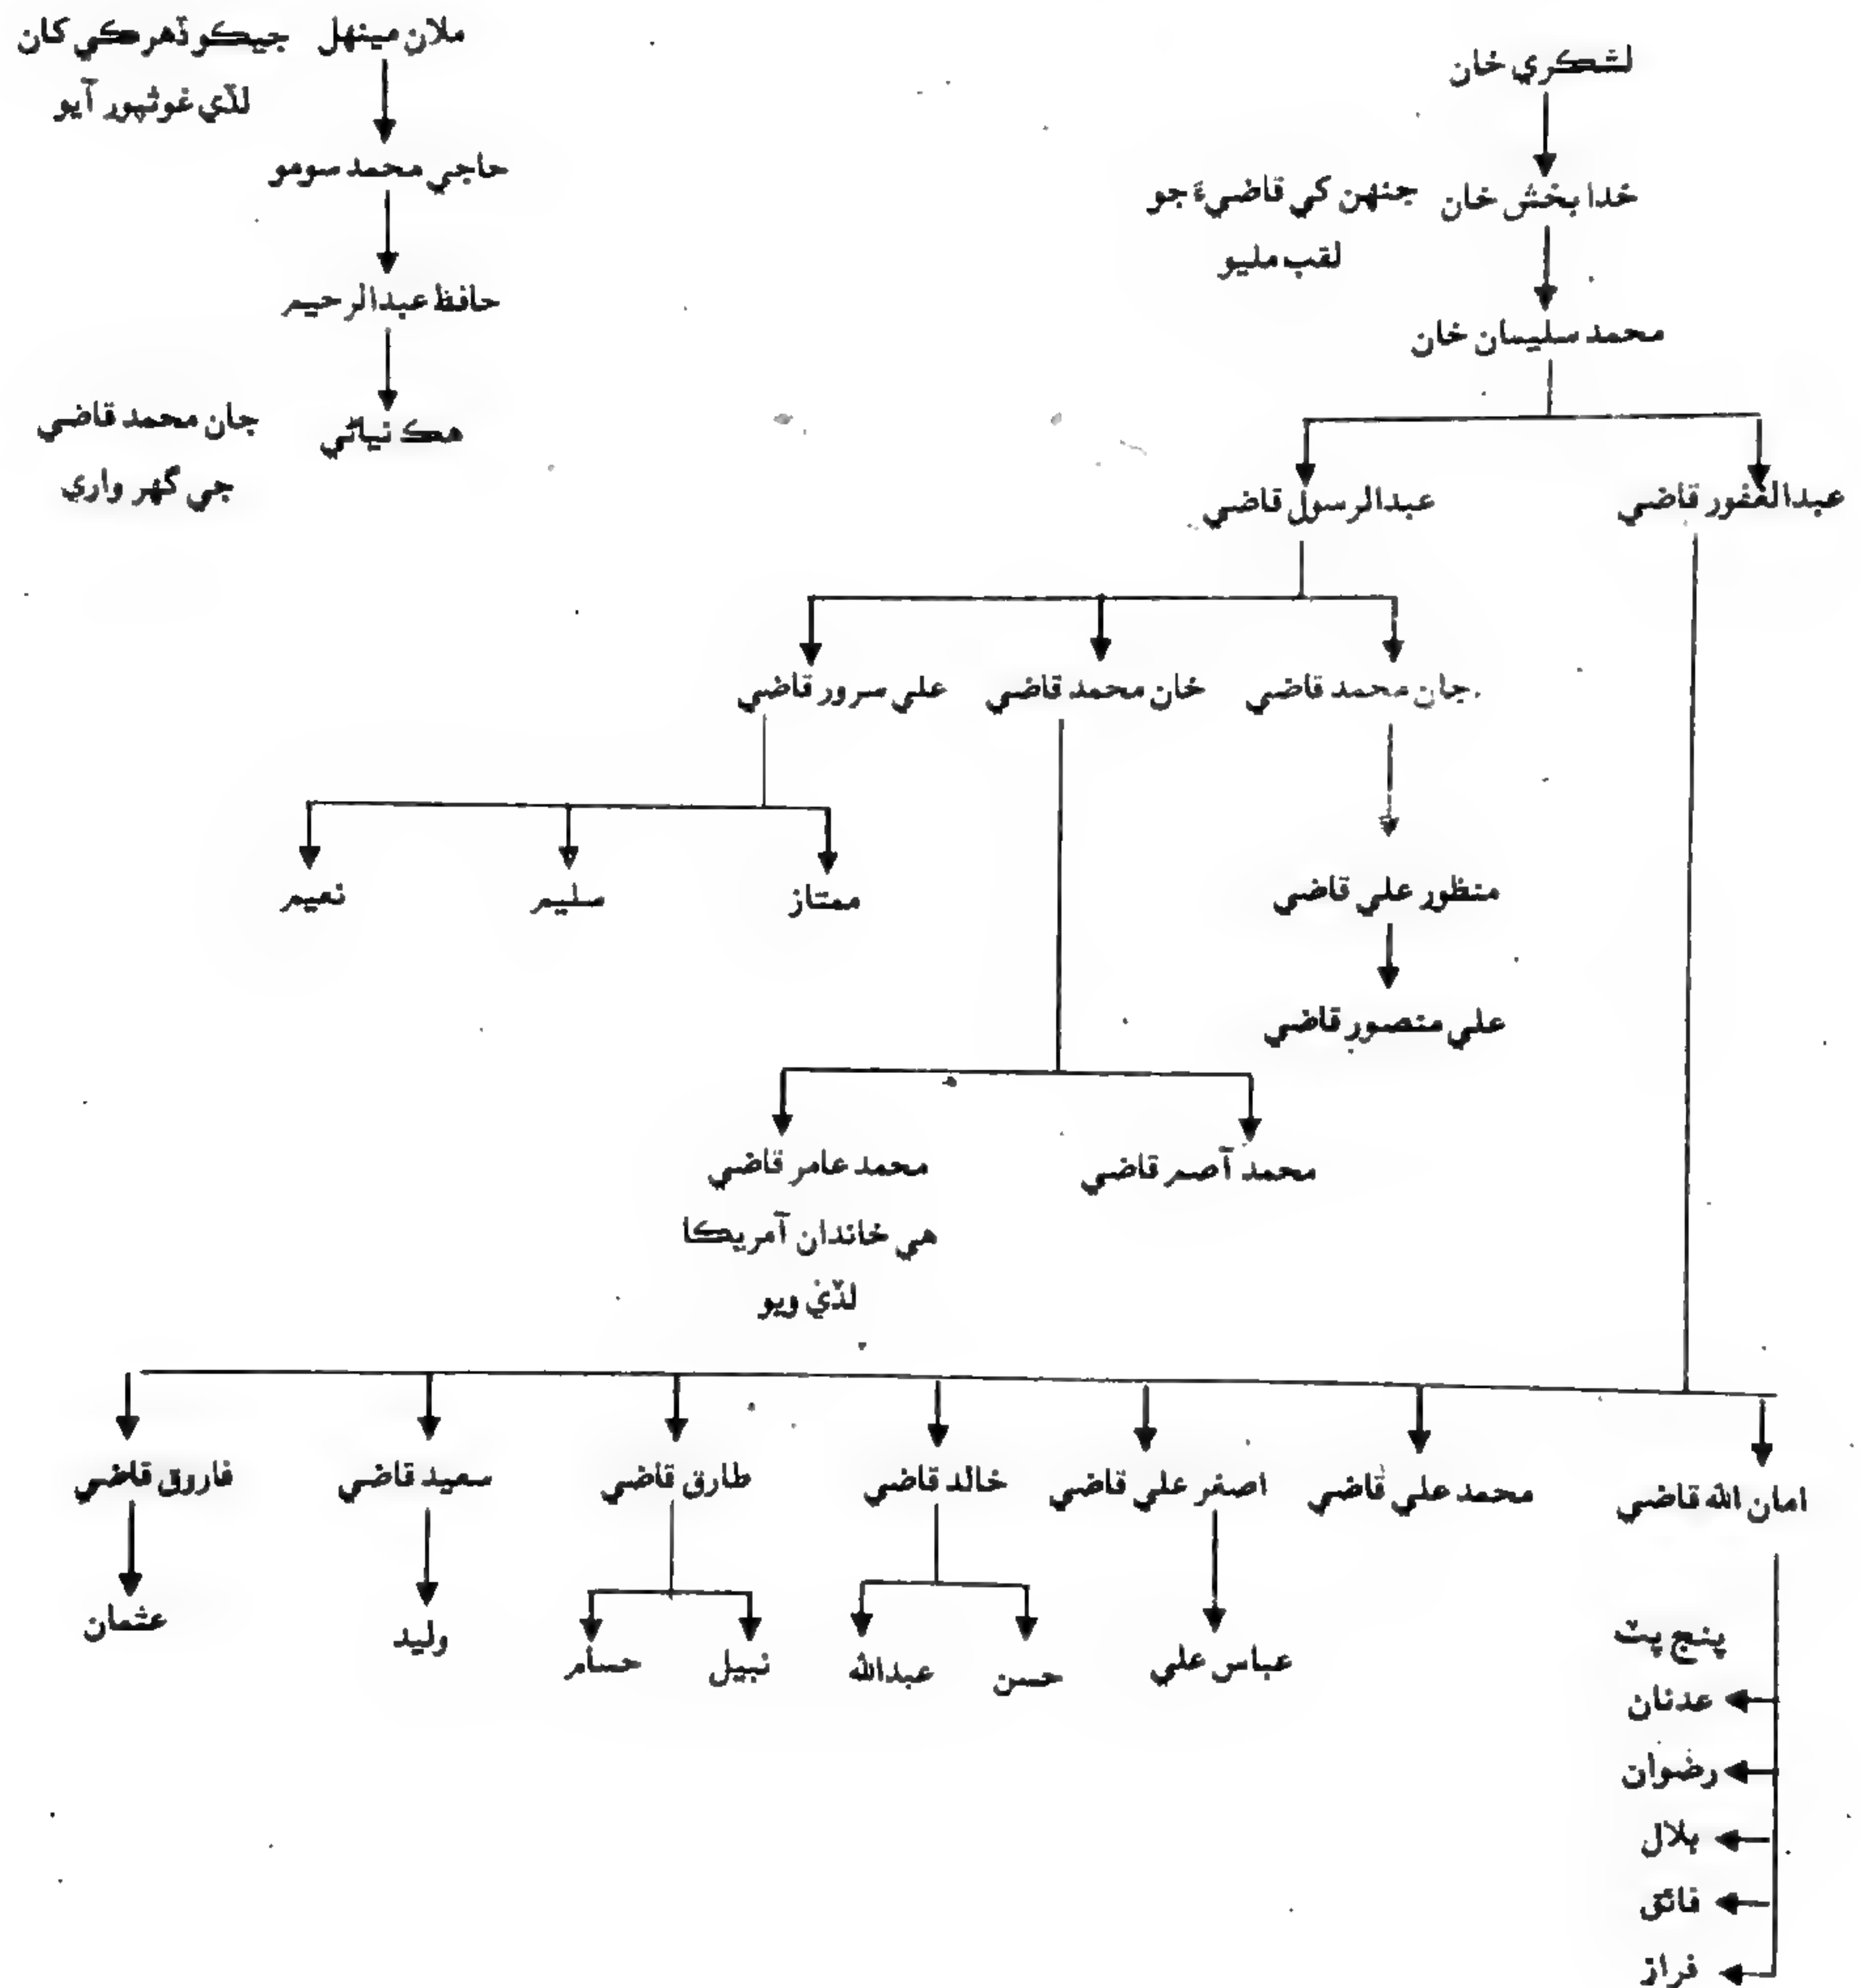 لشڪري خان
خدا بخش خان جنهن کي قاضيءَ جو
لقب مليو
محمد سليمان خان
عبدالغفور قاضي
عبدالرسول قاضي
جان محمد قاضي
خان محمد قاضي
علي سرور قاضي
ممتاز
سليم
نعيم
منظور علي قاضي
علي منصور قاضي
محمد آصم قاضي
محمد عامر قاضي
هي خاندان آمريڪا
لڏي ويو
امان الله قاضي
محمد علي قاضي
اصغر علي قاضي
خالد قاضي
طارق قاضي
سعيد قاضي
فاروق قاضي
پنج پٽ
عدنان
رضوان
بلال
فائق
فراز
عباس علي
حسن
عبدالله
نبيل
حسام
وليد
عثمان
ملان مينهل جيڪو ڏهرڪي کان
لڏي غوثپور آيو
حاجي محمد سومو
حافظ عبدالرحيم
هڪ نياڻي
جان محمد قاضي
جي گهر واري